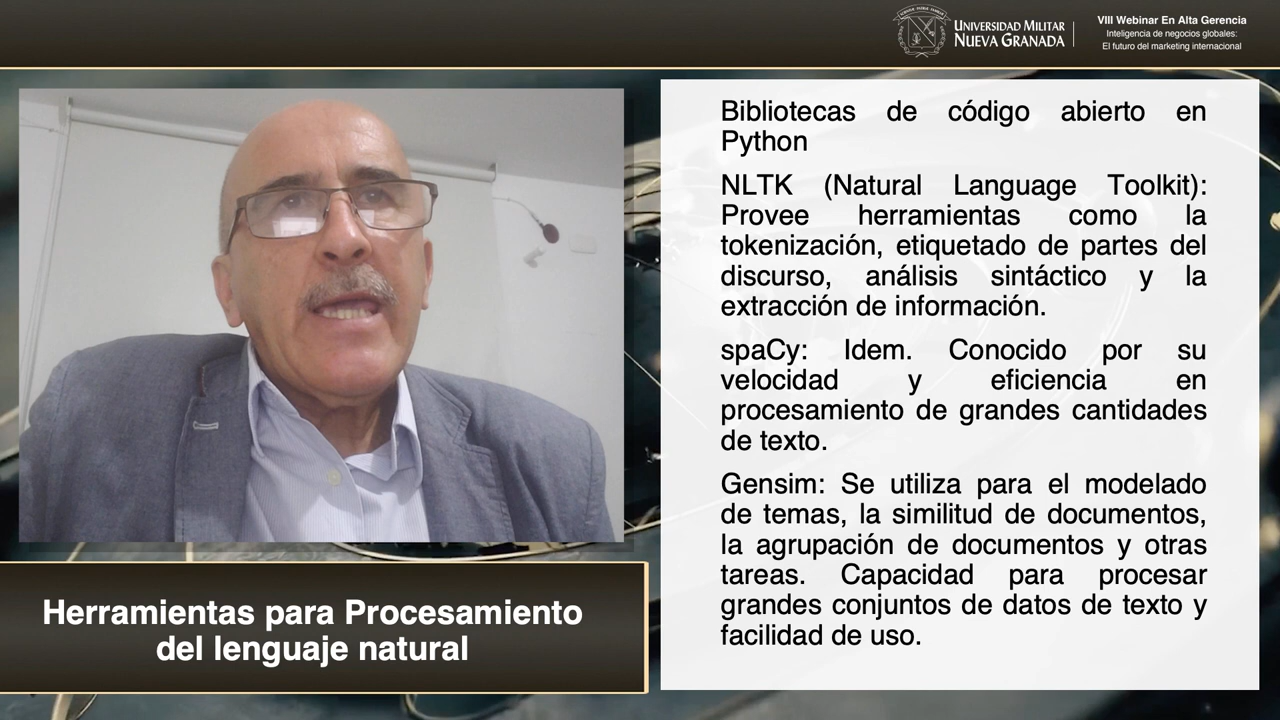 UNIVERSIDAD MILITAR
NUEVA GRANADA
VIII Webinar En Alta Gerencia
Inteligencia de negocios globales:
El futuro del marketing internacional
Bibliotecas de código abierto en
Python
NLTK (Natural Language Toolkit):
Provee herramientas como la
tokenización, etiquetado de partes del
discurso, análisis sintáctico y la
extracción de información.
spaCy: Idem. Conocido por su
velocidad y eficiencia en
procesamiento de grandes cantidades
de texto.
Gensim: Se utiliza para el modelado
de temas, la similitud de documentos,
la agrupación de documentos y otras
tareas. Capacidad para procesar
grandes conjuntos de datos de texto y
facilidad de uso.
Herramientas para Procesamiento
del lenguaje natural